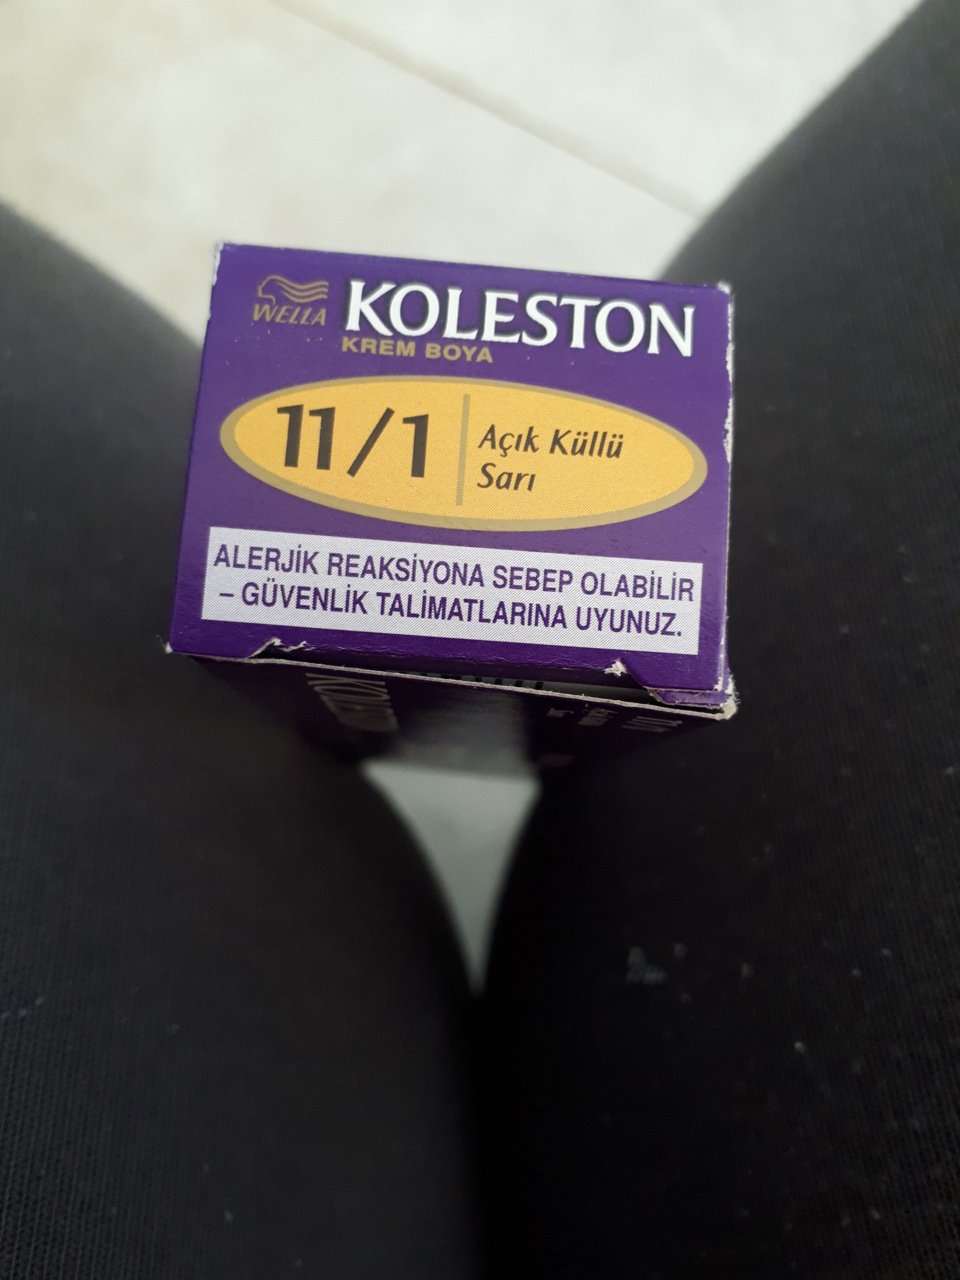 WELLA
KOLESTON
KREM BOYA
11/1
Açık Küllü
Sarı
ALERJİK REAKSİYONA SEBEP OLABİLİR
– GÜVENLİK TALİMATLARINA UYUNUZ.
KOLESTON